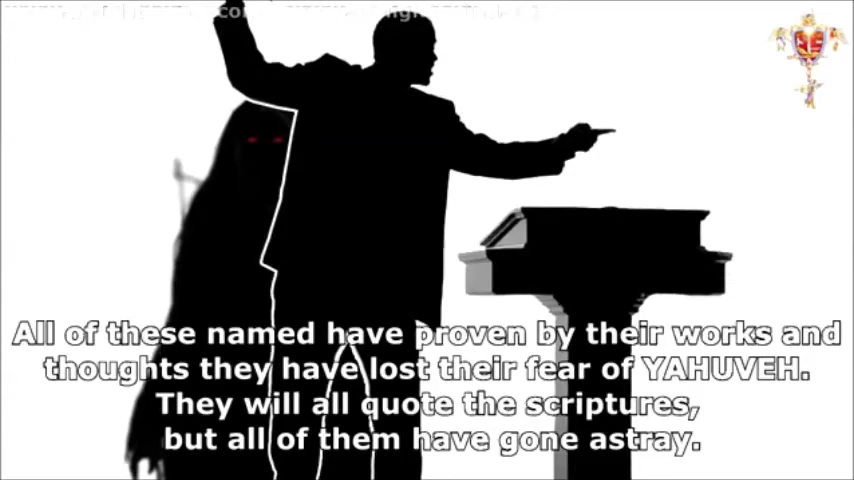 All of these named have proven by their works and
thoughts they have lost their fear of YAHUVEH.
They will all quote the scriptures,
but all of them have gone astray.